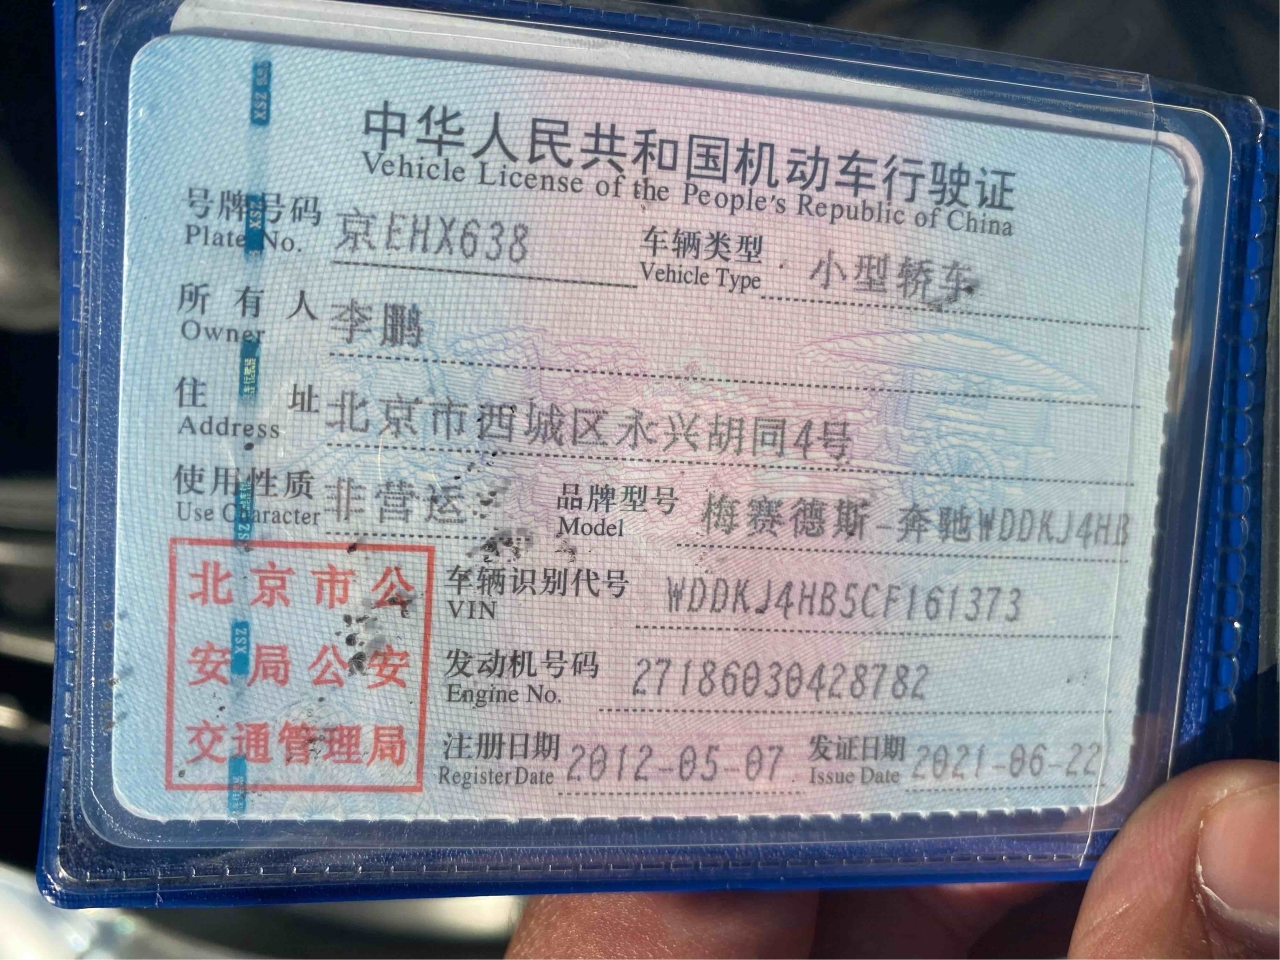 中华人民共和国机动车行驶证
Vehicle License of the People's Republic of China
号牌号码 京EHX638 车辆类型 小型轿车
Plate No. Vehicle Type
所有人 李鹏
Owner
住址 北京市西城区永兴胡同4号
Address
使用性质 非营运 品牌型号 梅赛德斯-奔驰WDDKJ4HB
Use Character Model
北京市公
安局公安
交通管理局
车辆识别代号 WDDKJ4HB5CF161373
VIN
发动机号码 27186030428782
Engine No.
注册日期 2012-05-07 发证日期 2021-06-22
Register Date Issue Date